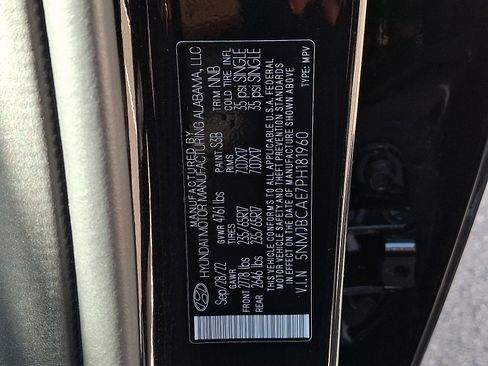 MANUFACTURED BY
HYUNDAI MOTOR MANUFACTURING ALABAMA, LLC
Sep/28/22 GVWR 4761 lbs PAINT S3B TRIM NNB
GAWR TIRES RIMS COLD TIRE INFL
FRONT 2778 lbs 235/65R17 7.0JX17 35 psi SINGLE
REAR 2646 lbs 235/65R17 7.0JX17 35 psi SINGLE
THIS VEHICLE CONFORMS TO ALL APPLICABLE U.S.A. FEDERAL
MOTOR VEHICLE SAFETY AND THEFT PREVENTION STANDARDS
IN EFFECT ON THE DATE OF MANUFACTURE SHOWN ABOVE.
V.I.N 5NMJBCAE7PH181960 TYPE: MPV